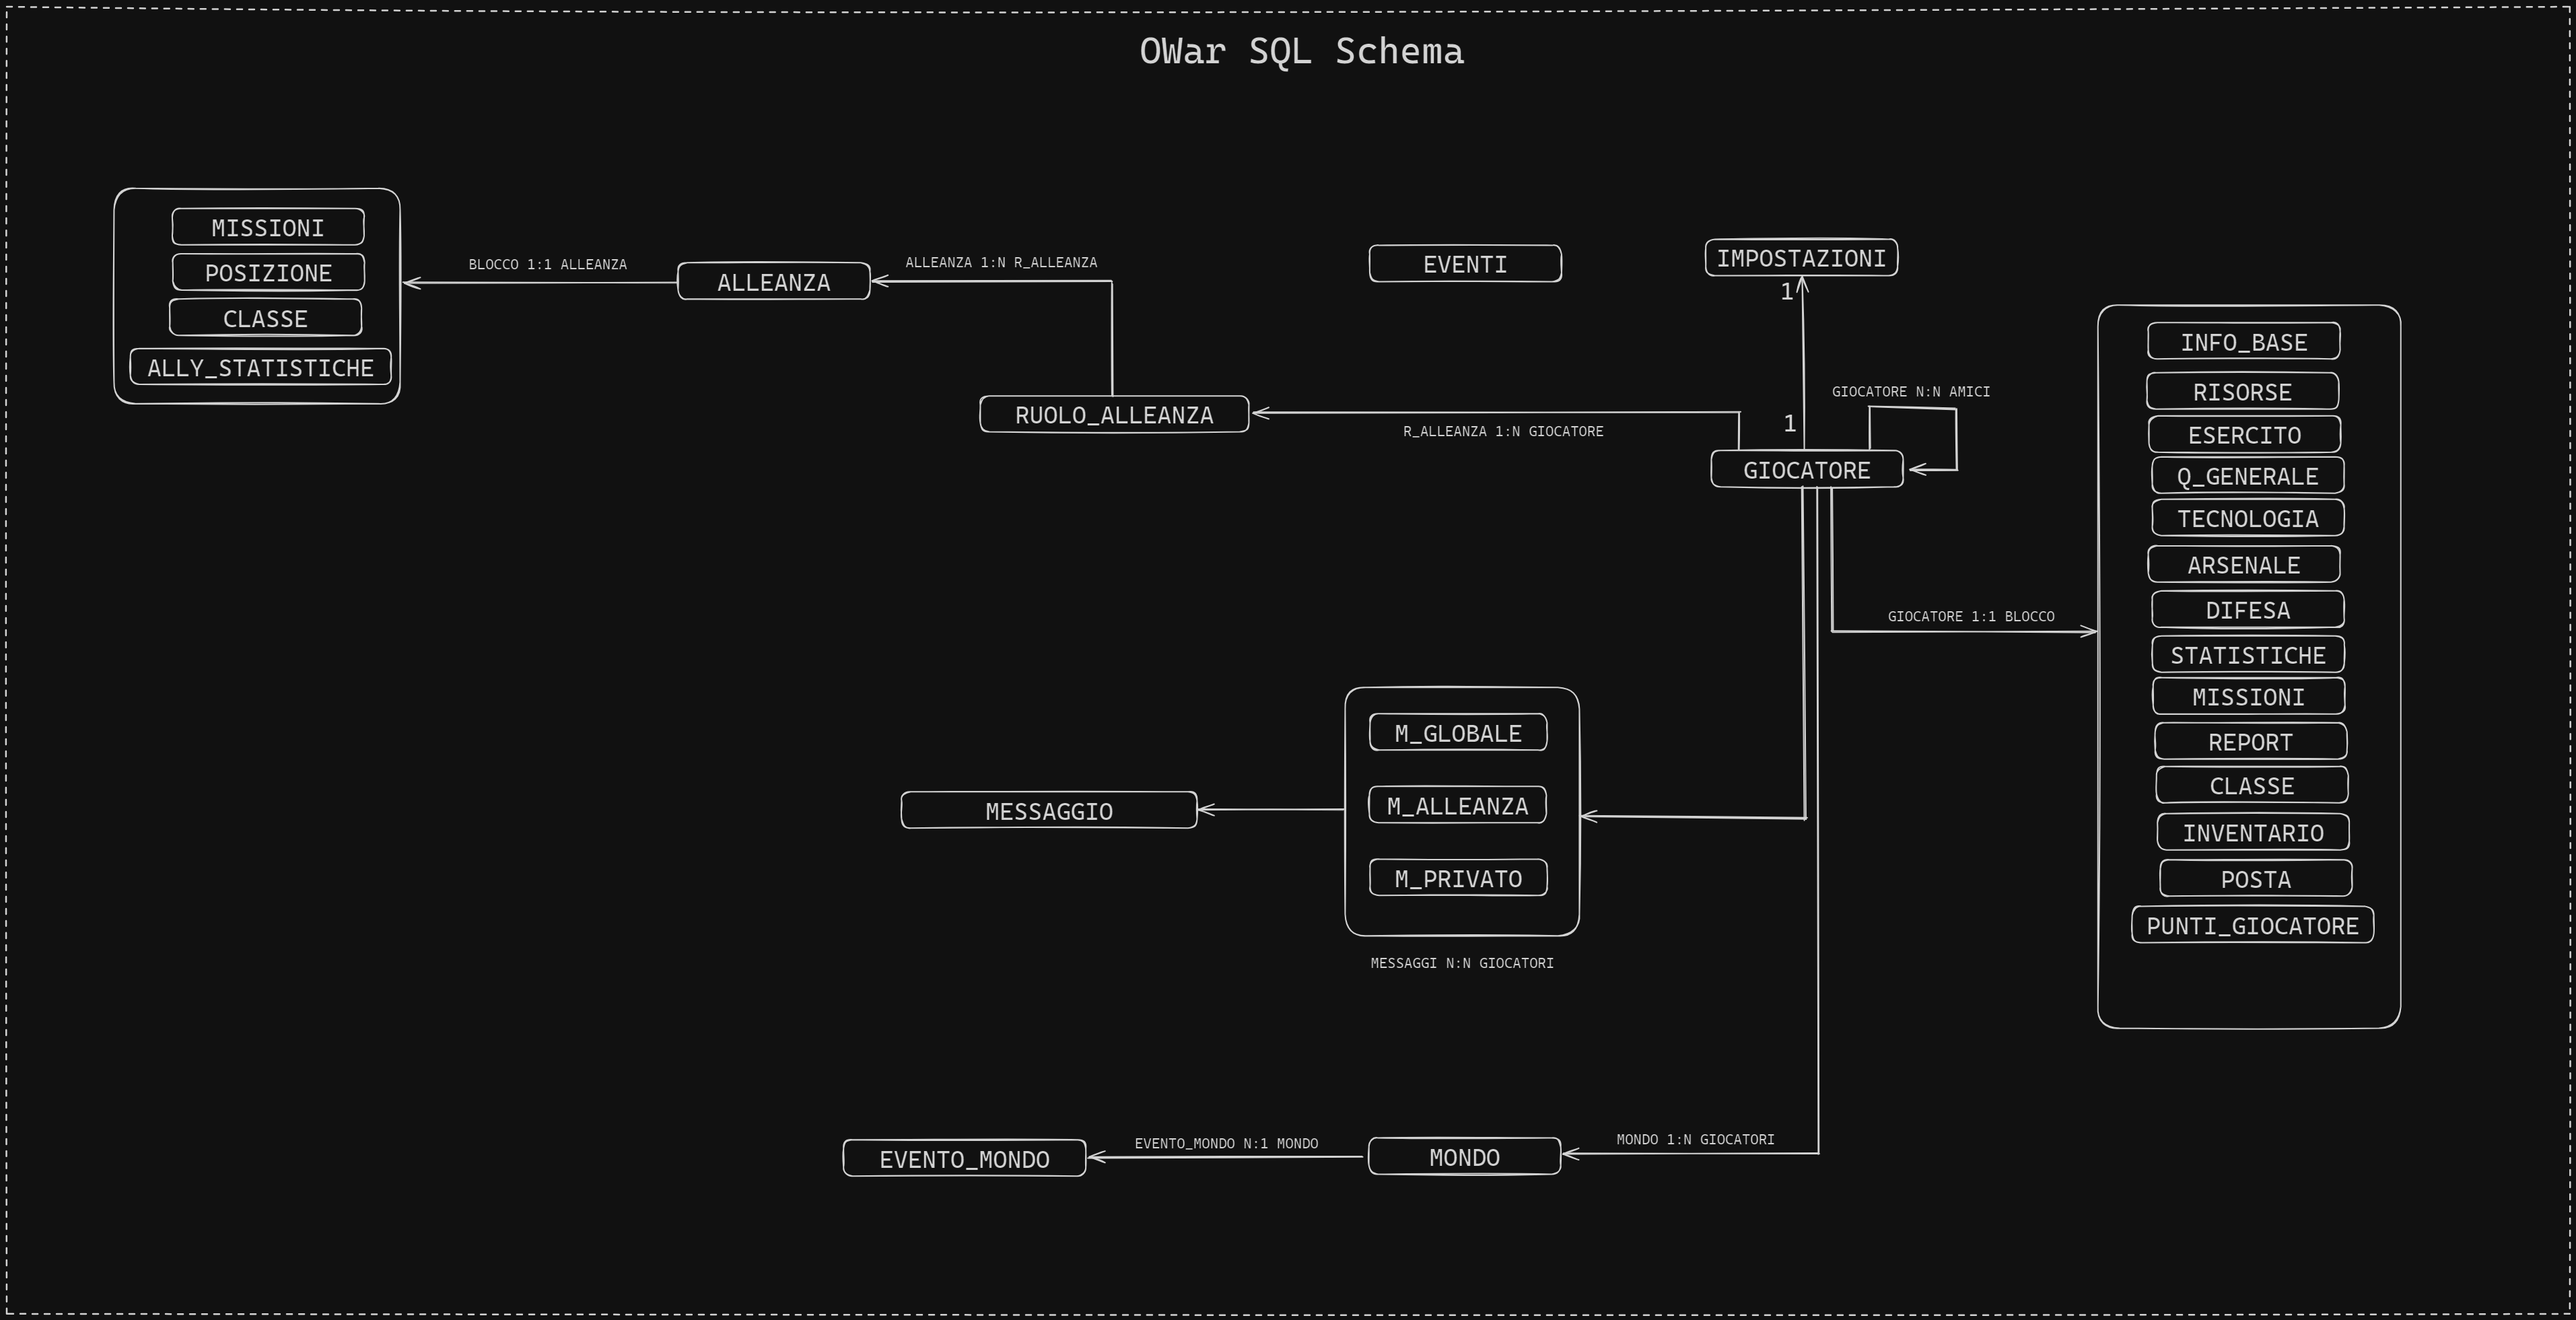 OWar SQL Schema
MISSIONI
POSIZIONE
CLASSE
ALLY_STATISTICHE
BLOCCO 1:1 ALLEANZA
ALLEANZA
ALLEANZA 1:N R_ALLEANZA
RUOLO_ALLEANZA
EVENTI
IMPOSTAZIONI
1
1
R_ALLEANZA 1:N GIOCATORE
GIOCATORE N:N AMICI
GIOCATORE
GIOCATORE 1:1 BLOCCO
INFO_BASE
RISORSE
ESERCITO
Q_GENERALE
TECNOLOGIA
ARSENALE
DIFESA
STATISTICHE
MISSIONI
REPORT
CLASSE
INVENTARIO
POSTA
PUNTI_GIOCATORE
M_GLOBALE
M_ALLEANZA
M_PRIVATO
MESSAGGIO
MESSAGGI N:N GIOCATORI
EVENTO_MONDO
EVENTO_MONDO N:1 MONDO
MONDO
MONDO 1:N GIOCATORI